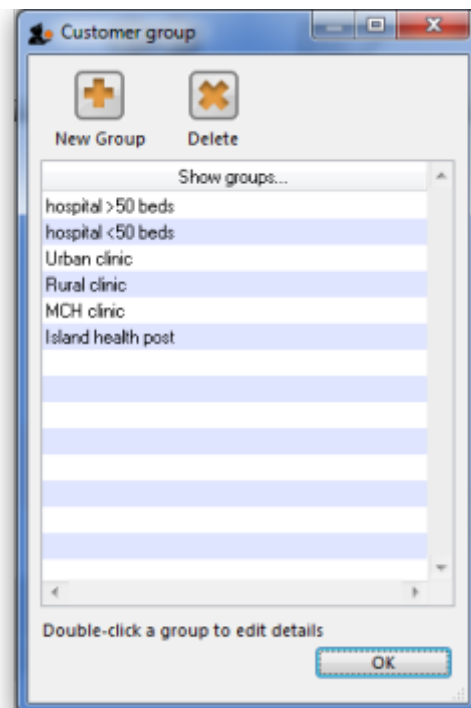 Customer group
New Group Delete
Show groups...
hospital >50 beds
hospital <50 beds
Urban clinic
Rural clinic
MCH clinic
Island health post
Double-click a group to edit details
OK